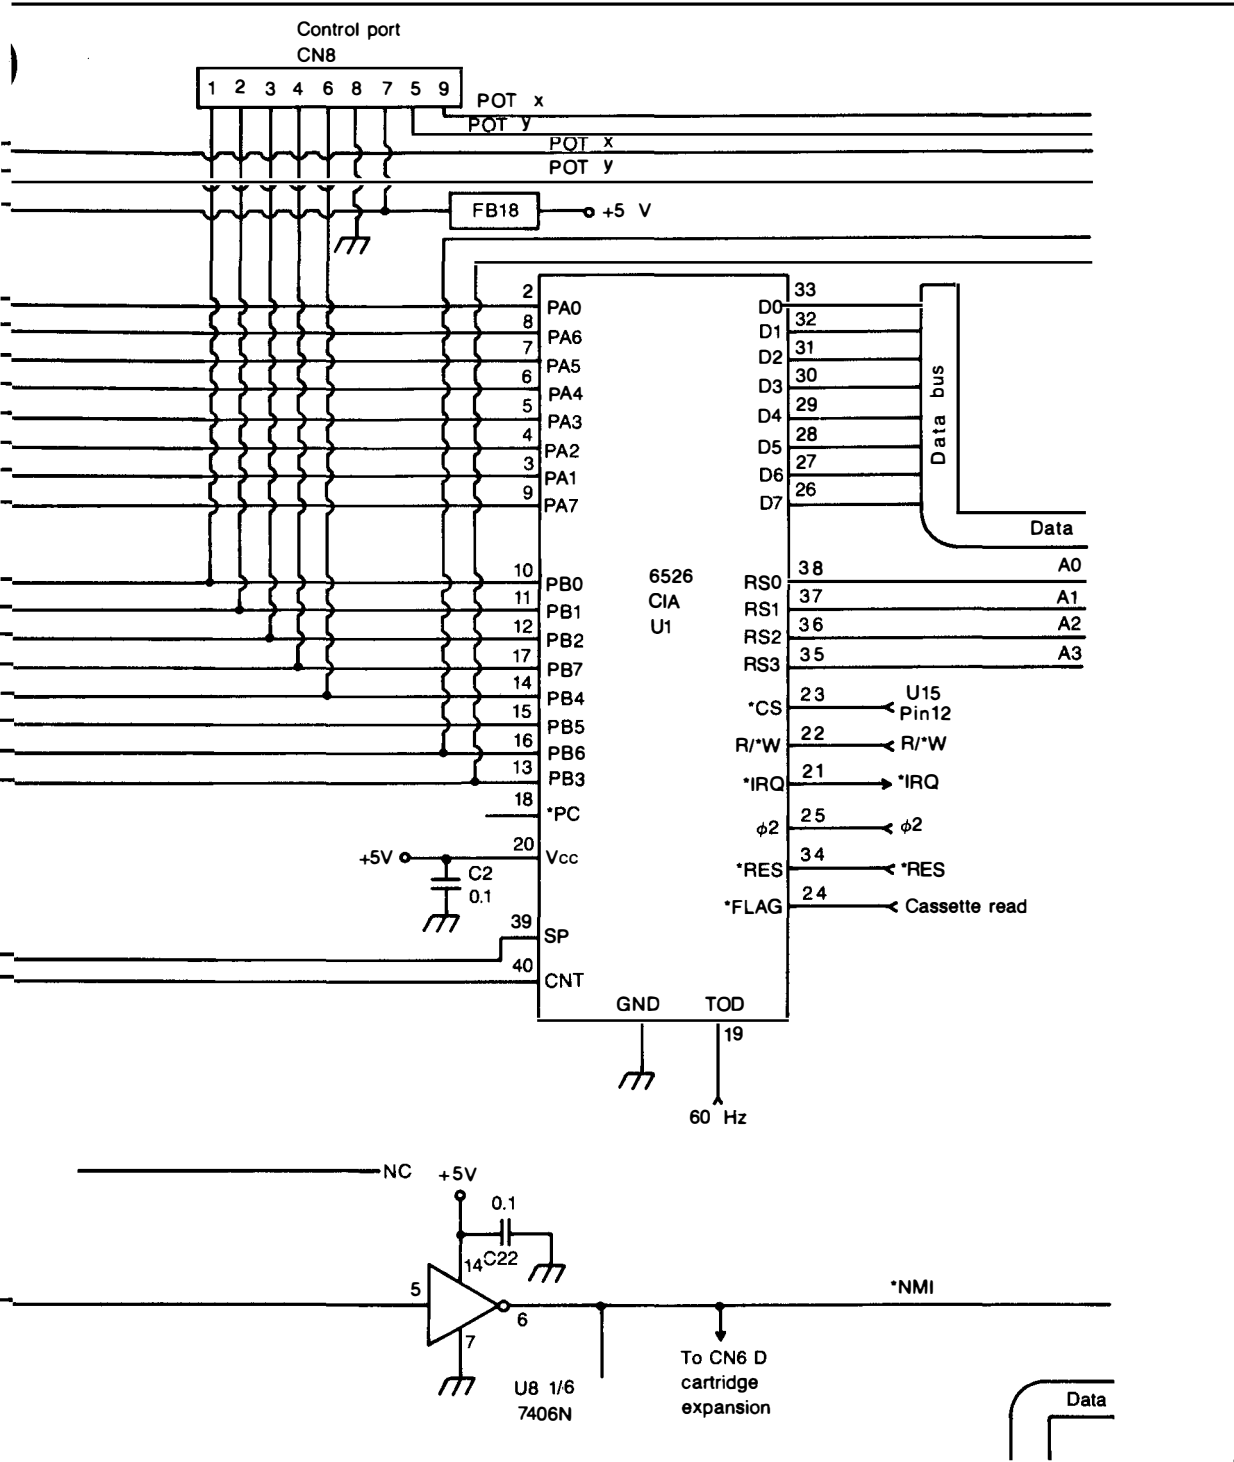 Control port
CN8
1 2 3 4 6 8 7 5 9
POT x
POT y
POT x
POT y
FB18
+5 V
2 PA0
8 PA6
7 PA5
6 PA4
5 PA3
4 PA2
3 PA1
9 PA7
10 PB0
11 PB1
12 PB2
17 PB7
14 PB4
15 PB5
16 PB6
13 PB3
18 *PC
+5V
20 Vcc
C2
0.1
39 SP
40 CNT
6526
CIA
U1
GND
TOD
19
60 Hz
D0 33
D1 32
D2 31
D3 30
D4 29
D5 28
D6 27
D7 26
Data bus
Data
RS0 38 A0
RS1 37 A1
RS2 36 A2
RS3 35 A3
*CS 23 U15
Pin12
R/*W 22 R/*W
*IRQ 21 *IRQ
ϕ2 25 ϕ2
*RES 34 *RES
*FLAG 24 Cassette read
NC
+5V
0.1
C22
14
5
6
7
U8 1/6
7406N
*NMI
To CN6 D
cartridge
expansion
Data